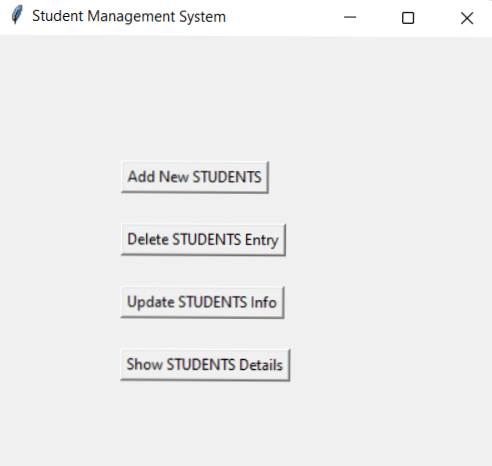 Student Management System
Add New STUDENTS
Delete STUDENTS Entry
Update STUDENTS Info
Show STUDENTS Details